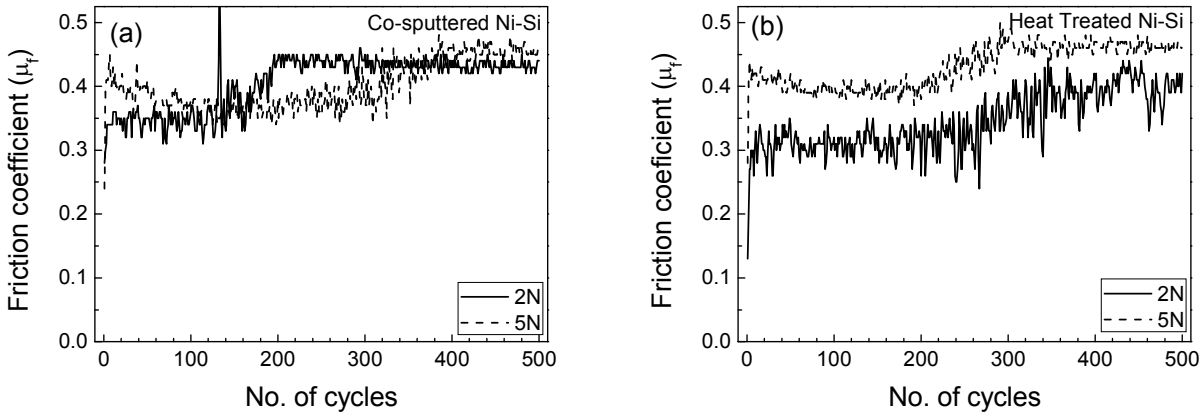 (a)
Co-sputtered Ni-Si
0.5
0.4
0.3
0.2
0.1
0.0
Friction coefficient (μf)
2N
5N
0 100 200 300 400 500
No. of cycles
(b)
Heat Treated Ni-Si
0.5
0.4
0.3
0.2
0.1
0.0
Friction coeficient (μf)
2N
5N
0 100 200 300 400 500
No. of cycles